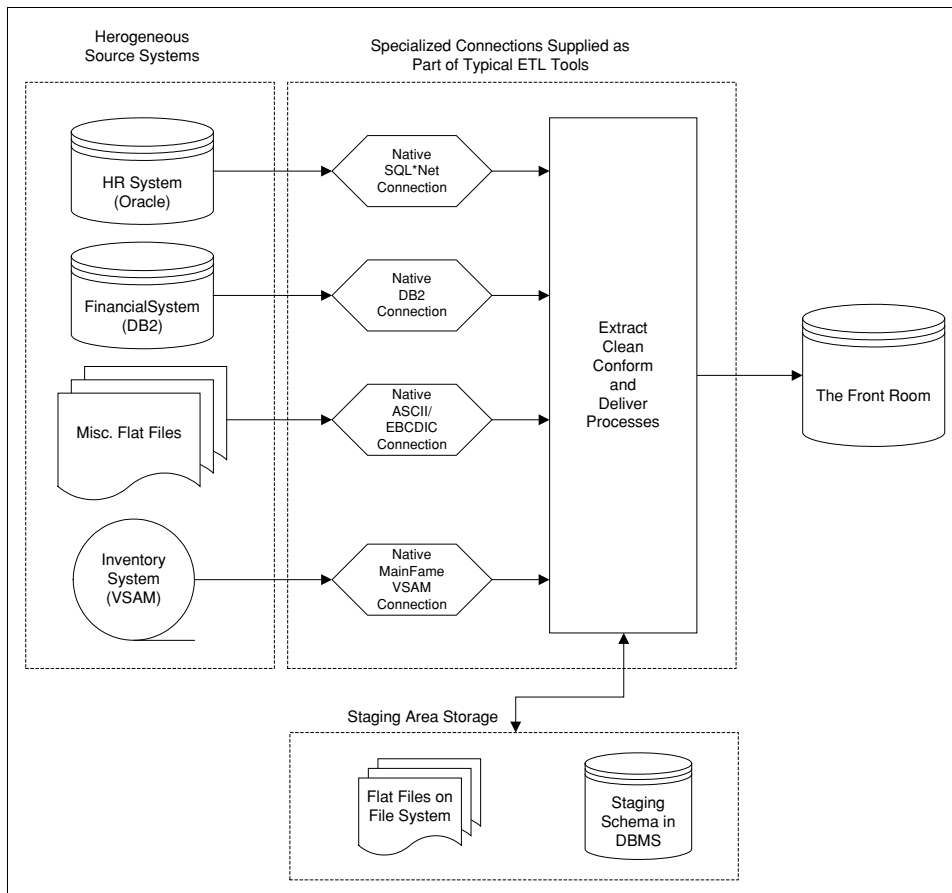 Herogeneous
Source Systems
Specialized Connections Supplied as
Part of Typical ETL Tools
HR System
(Oracle)
Native
SQL*Net
Connection
FinancialSystem
(DB2)
Native
DB2
Connection
Misc. Flat Files
Native
ASCII/
EBCDIC
Connection
Inventory
System
(VSAM)
Native
MainFame
VSAM
Connection
Extract
Clean
Conform
and
Deliver
Processes
The Front Room
Staging Area Storage
Flat Files on
File System
Staging
Schema in
DBMS